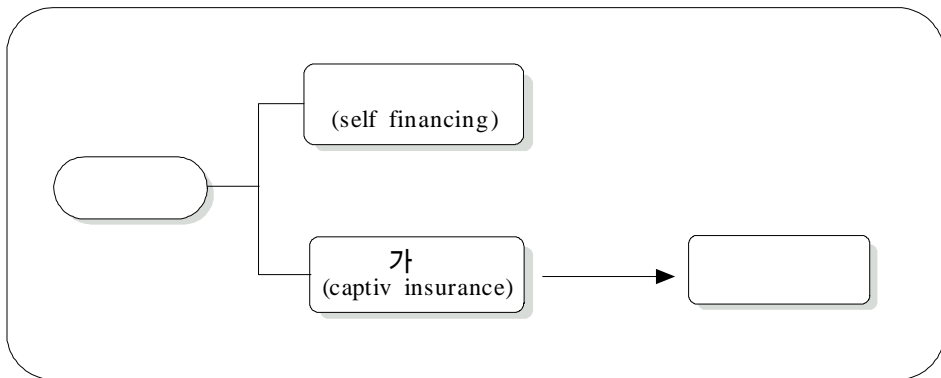 (self financing)
가
(captiv insurance)